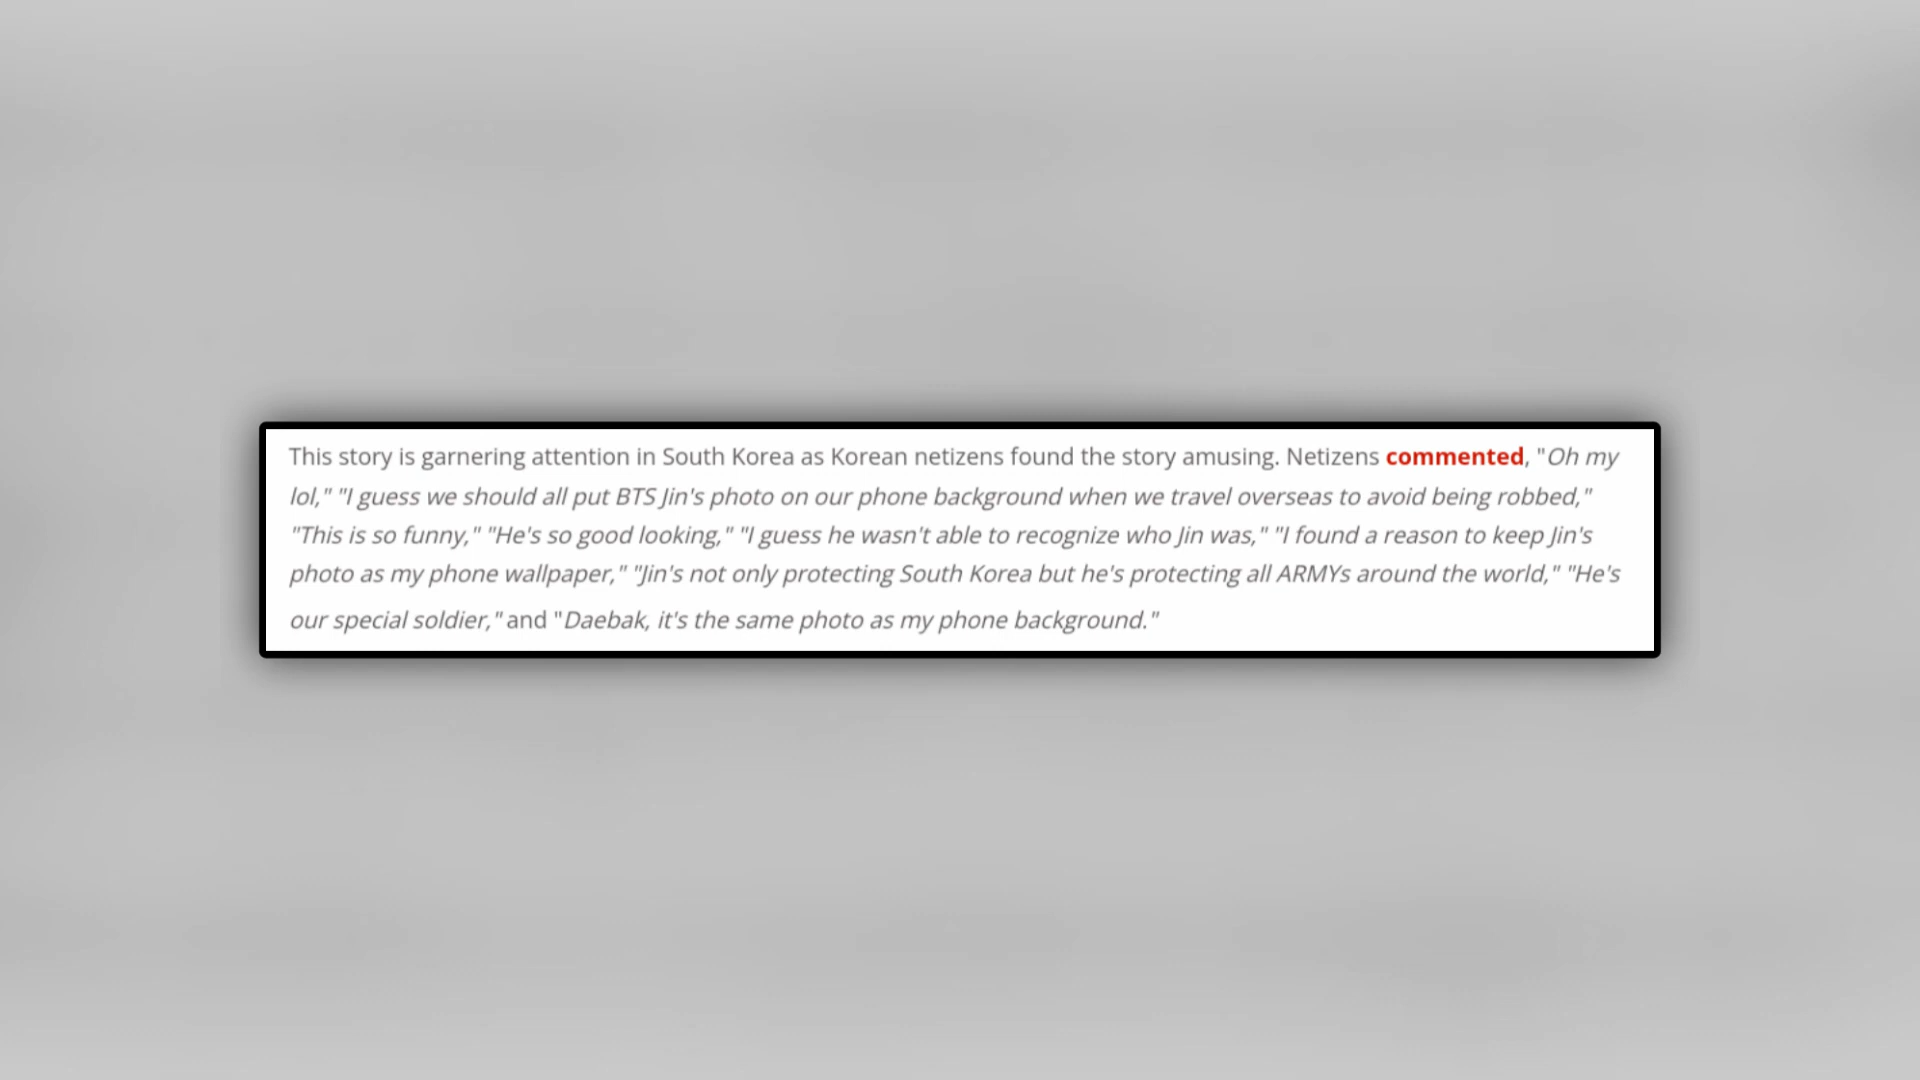 This story is garnering attention in South Korea as Korean netizens found the story amusing. Netizens commented, "Oh my
lol," "I guess we should all put BTS Jin's photo on our phone background when we travel overseas to avoid being robbed,"
"This is so funny," "He's so good looking," "I guess he wasn't able to recognize who Jin was," "I found a reason to keep Jin's
photo as my phone wallpaper," "Jin's not only protecting South Korea but he's protecting all ARMYs around the world," "He's
our special soldier," and "Daebak, it's the same photo as my phone background."